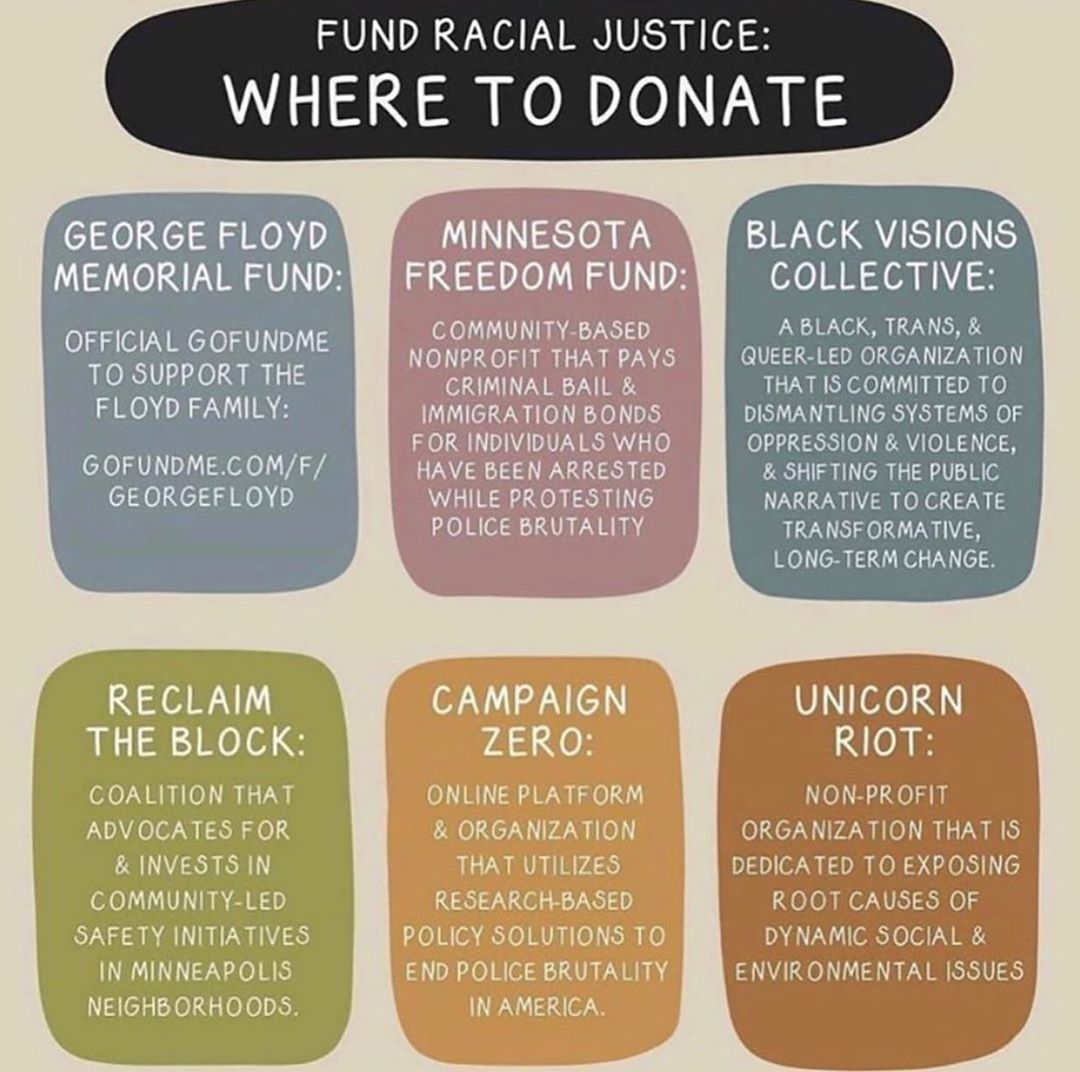 FUND RACIAL JUSTICE:
WHERE TO DONATE
GEORGE FLOYD
MEMORIAL FUND:
OFFICIAL GOFUNDME
TO SUPPORT THE
FLOYD FAMILY:
GOFUNDME.COM/F/
GEORGEFLOYD
MINNESOTA
FREEDOM FUND:
COMMUNITY-BASED
NONPROFIT THAT PAYS
CRIMINAL BAIL &
IMMIGRATION BONDS
FOR INDIVIDUALS WHO
HAVE BEEN ARRESTED
WHILE PROTESTING
POLICE BRUTALITY
BLACK VISIONS
COLLECTIVE:
A BLACK, TRANS, &
QUEER-LED ORGANIZATION
THAT IS COMMITTED TO
DISMANTLING SYSTEMS OF
OPPRESSION & VIOLENCE,
& SHIFTING THE PUBLIC
NARRATIVE TO CREATE
TRANSFORMATIVE,
LONG-TERM CHANGE.
RECLAIM
THE BLOCK:
COALITION THAT
ADVOCATES FOR
& INVESTS IN
COMMUNITY-LED
SAFETY INITIATIVES
IN MINNEAPOLIS
NEIGHBORHOODS.
CAMPAIGN
ZERO:
ONLINE PLATFORM
& ORGANIZATION
THAT UTILIZES
RESEARCH-BASED
POLICY SOLUTIONS TO
END POLICE BRUTALITY
IN AMERICA.
UNICORN
RIOT:
NON-PROFIT
ORGANIZATION THAT IS
DEDICATED TO EXPOSING
ROOT CAUSES OF
DYNAMIC SOCIAL &
ENVIRONMENTAL ISSUES